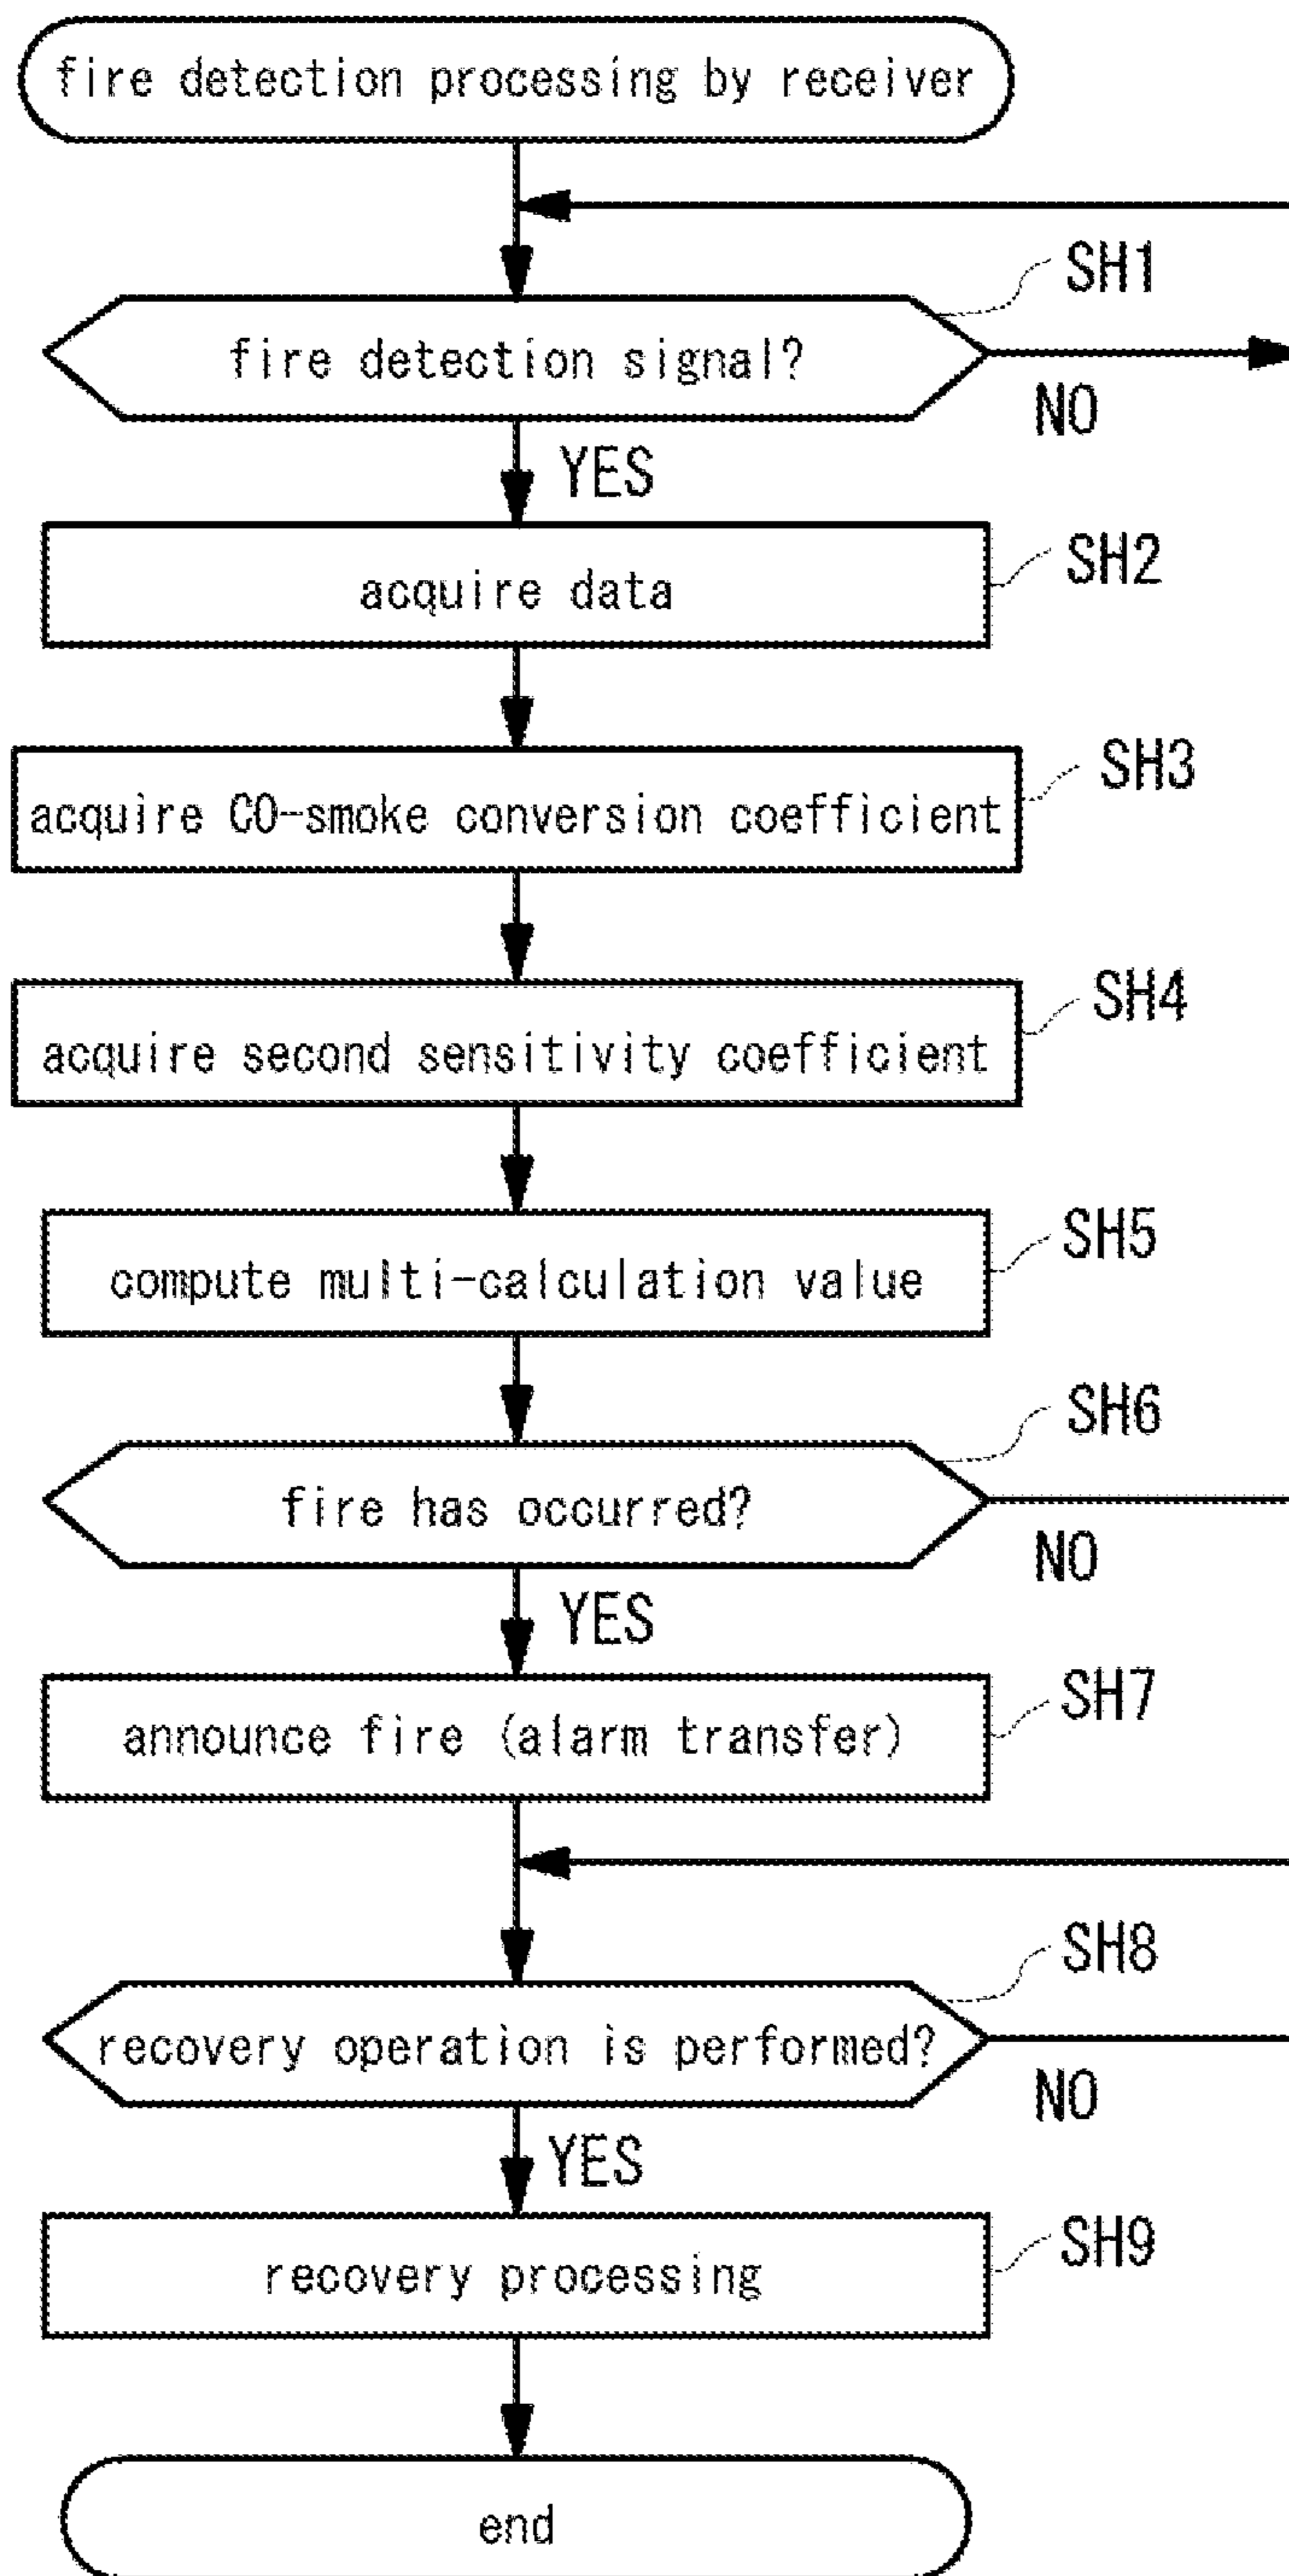 fire detection processing by receiver
SH1
fire detection signal?
NO
YES
SH2
acquire data
SH3
acquire CO-smoke conversion coefficient
SH4
acquire second sensitivity coefficient
SH5
compute multi-calculation value
SH6
fire has occurred?
NO
YES
SH7
announce fire (alarm transfer)
SH8
recovery operation is performed?
NO
YES
SH9
recovery processing
end